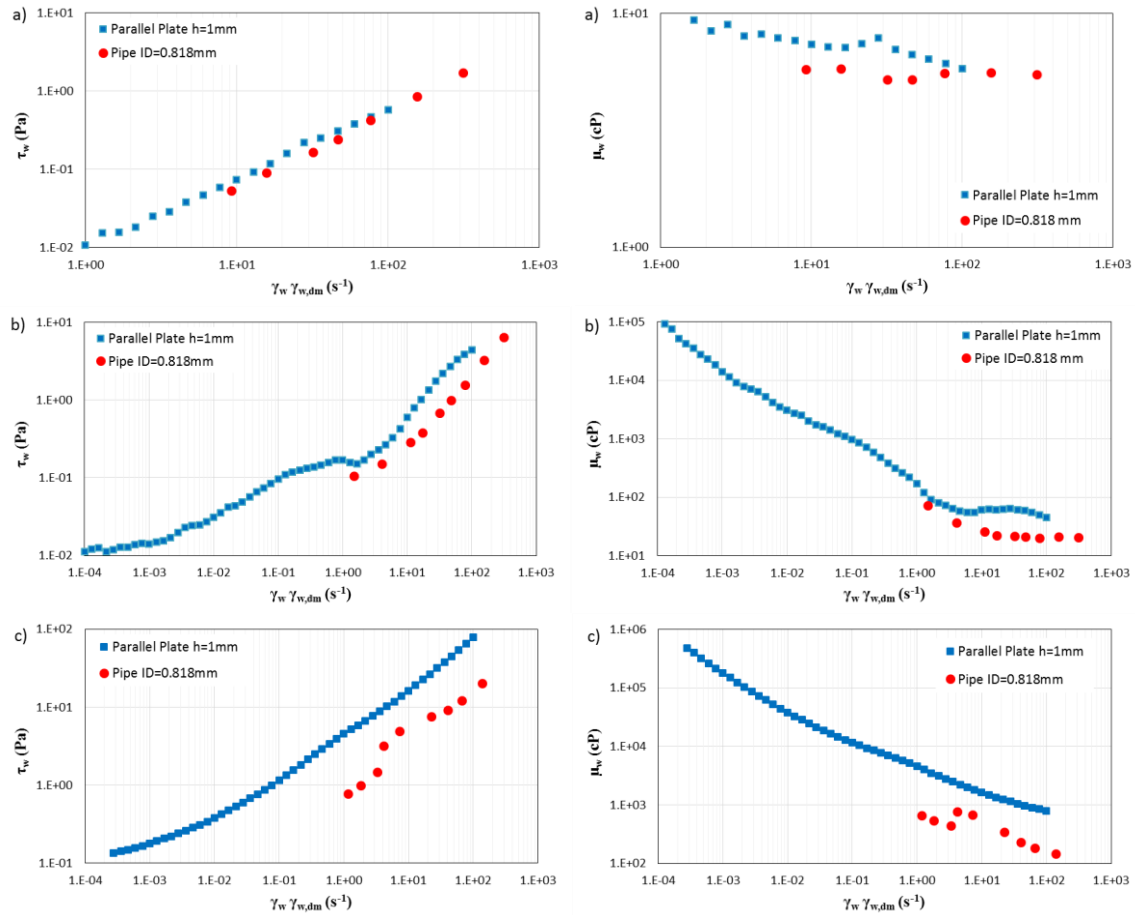 a)
1.E+01
1.E+00
1.E-01
1.E-02
τw (Pa)
Parallel Plate h=1mm
Pipe ID=0.818mm
1.E+00 1.E+01 1.E+02 1.E+03
γw γw,dm (s-1)
a)
1.E+01
1.E+00
μw (cP)
Parallel Plate h=1mm
Pipe ID=0.818 mm
1.E+00 1.E+01 1.E+02 1.E+03
γw γw,dm (s-1)
b)
1.E+01
1.E+00
1.E-01
1.E-02
τw (Pa)
Parallel Plate h=1mm
Pipe ID=0.818mm
1.E-04 1.E-03 1.E-02 1.E-01 1.E+00 1.E+01 1.E+02 1.E+03
γw γw,dm (s-1)
b)
1.E+05
1.E+04
1.E+03
1.E+02
1.E+01
μw (cP)
Parallel Plate h=1mm
Pipe ID=0.818 mm
1.E-04 1.E-03 1.E-02 1.E-01 1.E+00 1.E+01 1.E+02 1.E+03
γw γw,dm (s-1)
c)
1.E+02
1.E+01
1.E+00
1.E-01
τw (Pa)
Parallel Plate h=1mm
Pipe ID=0.818mm
1.E-04 1.E-03 1.E-02 1.E-01 1.E+00 1.E+01 1.E+02 1.E+03
γw γw,dm (s-1)
c)
1.E+06
1.E+05
1.E+04
1.E+03
1.E+02
μw (cP)
Parallel Plate h=1mm
Pipe ID=0.818mm
1.E-04 1.E-03 1.E-02 1.E-01 1.E+00 1.E+01 1.E+02 1.E+03
γw γw,dm (s-1)